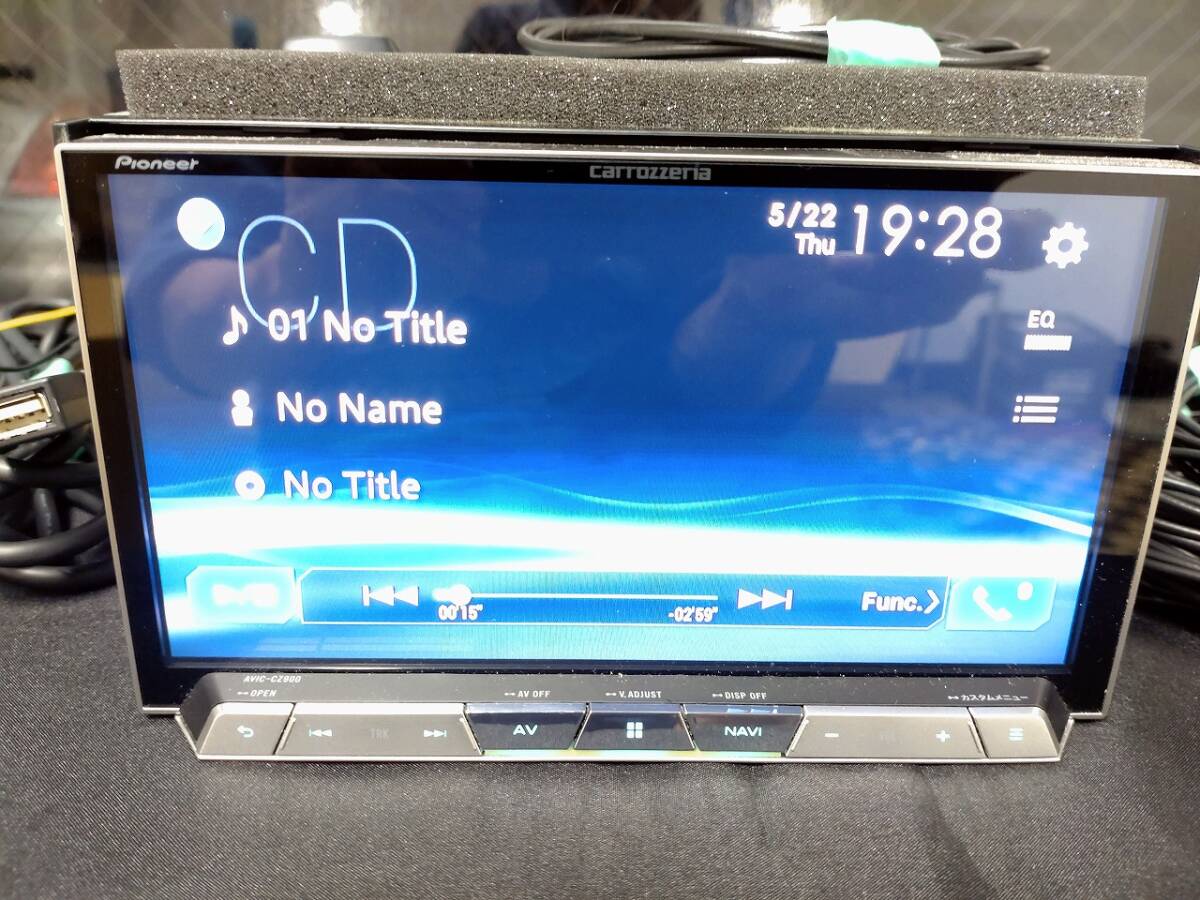 Pioneer
carrozzeria
CD
5/22
Thu
19:28
01 No Title
EQ
No Name
No Title
00'15"
-02'59"
Func.
AVIC-CZ900
OPEN
AV OFF
V.ADJUST
DISP OFF
カスタムメニュー
TRK
AV
NAVI
VOL